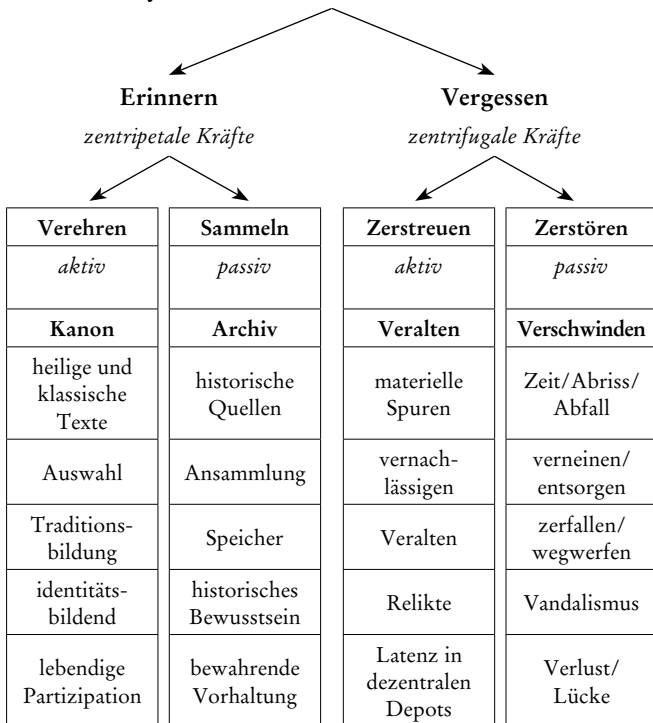 Erinnern
Vergessen
zentripetale Kräfte
zentrifugale Kräfte
Verehren
Sammeln
Zerstreuen
Zerstören
aktiv
passiv
aktiv
passiv
Kanon
Archiv
Veralten
Verschwinden
heilige und
klassische
Texte
historische
Quellen
materielle
Spuren
Zeit/Abriss/
Abfall
Auswahl
Ansammlung
vernach-
lässigen
verneinen/
entsorgen
Traditions-
bildung
Speicher
Veralten
zerfallen/
wegwerfen
identitäts-
bildend
historisches
Bewusstsein
Relikte
Vandalismus
lebendige
Partizipation
bewahrende
Vorhaltung
Latenz in
dezentralen
Depots
Verlust/
Lücke